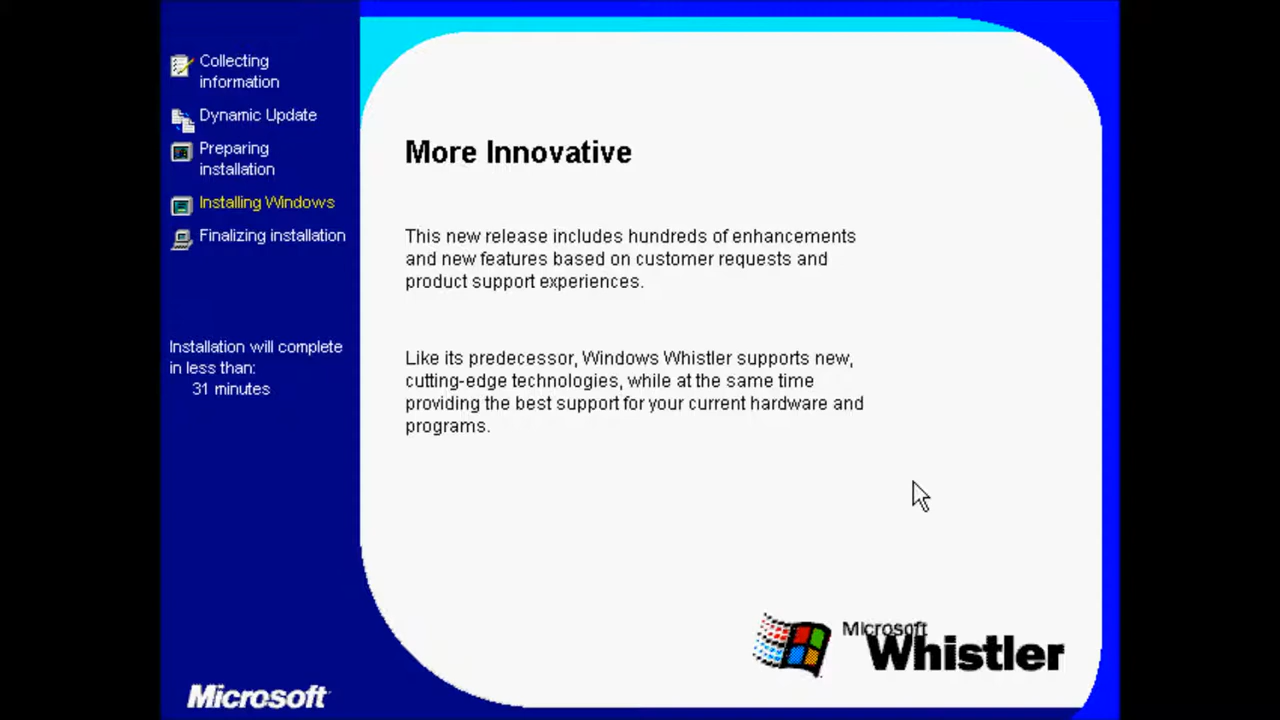 Collecting
information
Dynamic Update
Preparing
installation
Installing Windows
Finalizing installation
Installation will complete
in less than:
31 minutes
Microsoft
More Innovative
This new release includes hundreds of enhancements
and new features based on customer requests and
product support experiences.
Like its predecessor, Windows Whistler supports new,
cutting-edge technologies, while at the same time
providing the best support for your current hardware and
programs.
Microsoft
Whistler